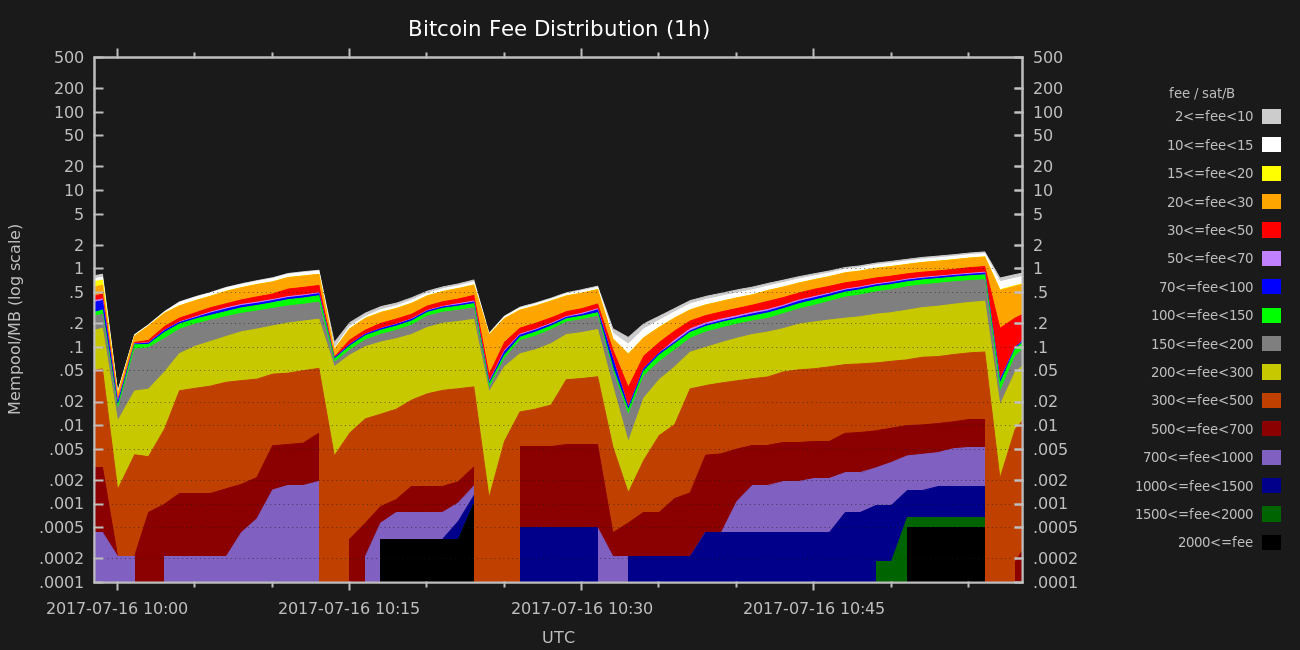 Bitcoin Fee Distribution (1h)
500
200
100
50
20
10
5
2
1
.5
.2
.1
.05
.02
.01
.005
.002
.001
.0005
.0002
.0001
Mempool/MB (log scale)
500
200
100
50
20
10
5
2
1
.5
.2
.1
.05
.02
.01
.005
.002
.001
.0005
.0002
.0001
2017-07-16 10:00
2017-07-16 10:15
2017-07-16 10:30
2017-07-16 10:45
UTC
fee / sat/B
2<=fee<10
10<=fee<15
15<=fee<20
20<=fee<30
30<=fee<50
50<=fee<70
70<=fee<100
100<=fee<150
150<=fee<200
200<=fee<300
300<=fee<500
500<=fee<700
700<=fee<1000
1000<=fee<1500
1500<=fee<2000
2000<=fee